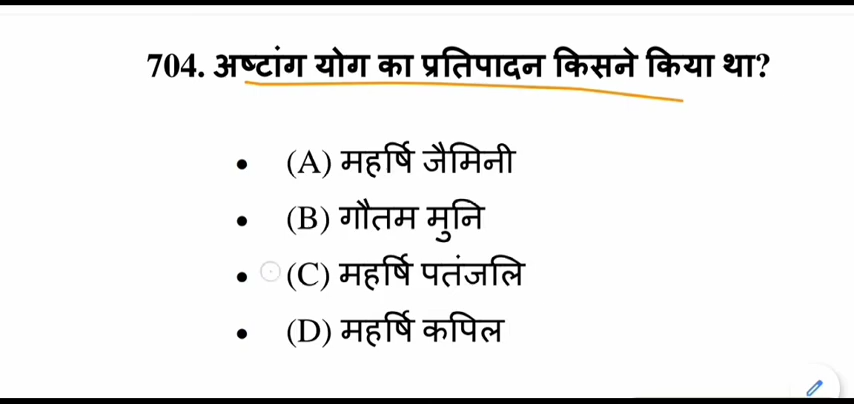 704. अष्टांग योग का प्रतिपादन किसने किया था?
• (A) महर्षि जैमिनी
• (B) गौतम मुनि
• (C) महर्षि पतंजलि
• (D) महर्षि कपिल